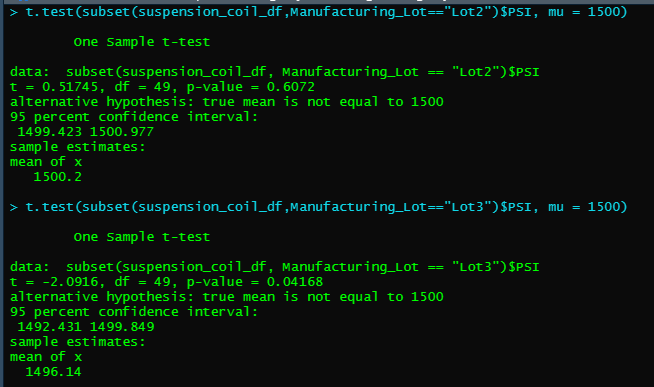 > t.test(subset(suspension_coil_df,Manufacturing_Lot=="Lot2")$PSI, mu = 1500)
One Sample t-test
data:  subset(suspension_coil_df, Manufacturing_Lot == "Lot2")$PSI
t = 0.51745, df = 49, p-value = 0.6072
alternative hypothesis: true mean is not equal to 1500
95 percent confidence interval:
1499.423 1500.977
sample estimates:
mean of x
1500.2
> t.test(subset(suspension_coil_df,Manufacturing_Lot=="Lot3")$PSI, mu = 1500)
One Sample t-test
data:  subset(suspension_coil_df, Manufacturing_Lot == "Lot3")$PSI
t = -2.0916, df = 49, p-value = 0.04168
alternative hypothesis: true mean is not equal to 1500
95 percent confidence interval:
1492.431 1499.849
sample estimates:
mean of x
1496.14